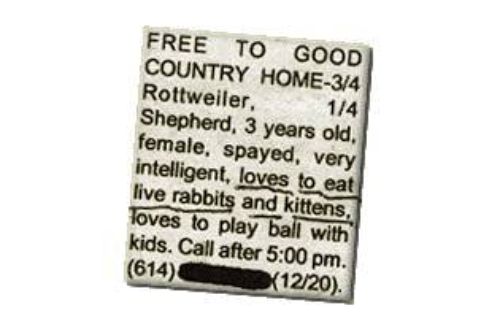 FREE TO GOOD
COUNTRY HOME-3/4
Rottweiler, 1/4
Shepherd, 3 years old,
female, spayed, very
intelligent, loves to eat
live rabbits and kittens,
loves to play ball with
kids. Call after 5:00 pm.
(614) (12/20).